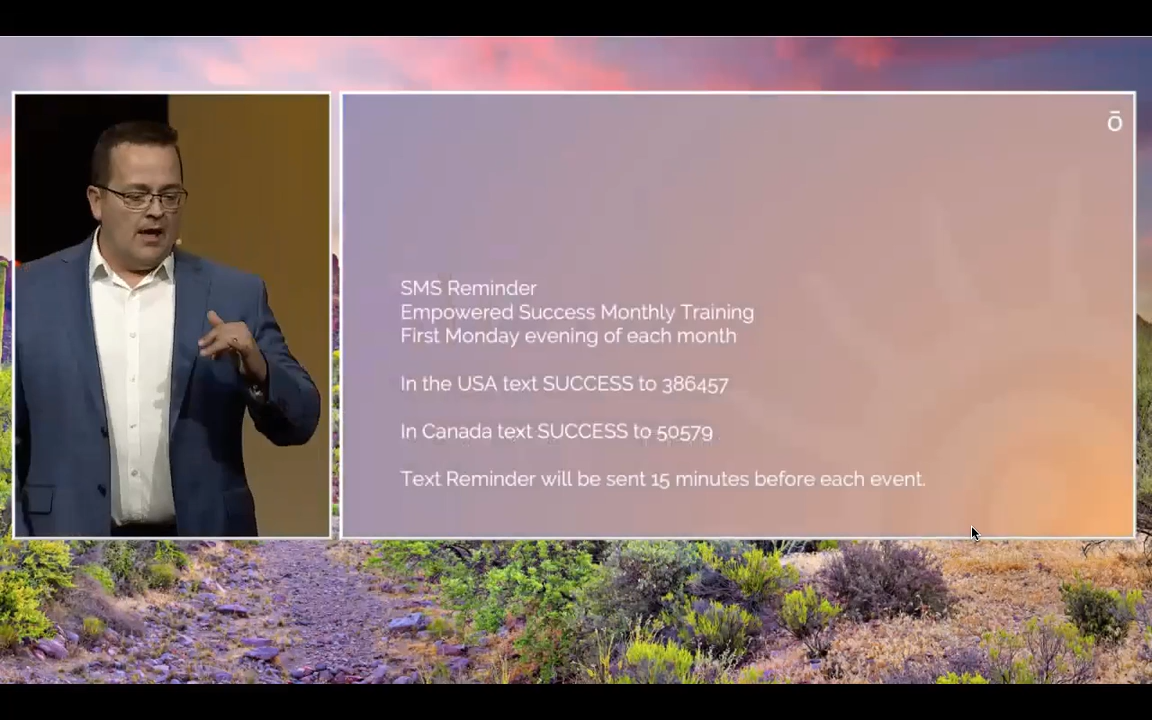 ō
SMS Reminder
Empowered Success Monthly Training
First Monday evening of each month
In the USA text SUCCESS to 386457
In Canada text SUCCESS to 50579
Text Reminder will be sent 15 minutes before each event.